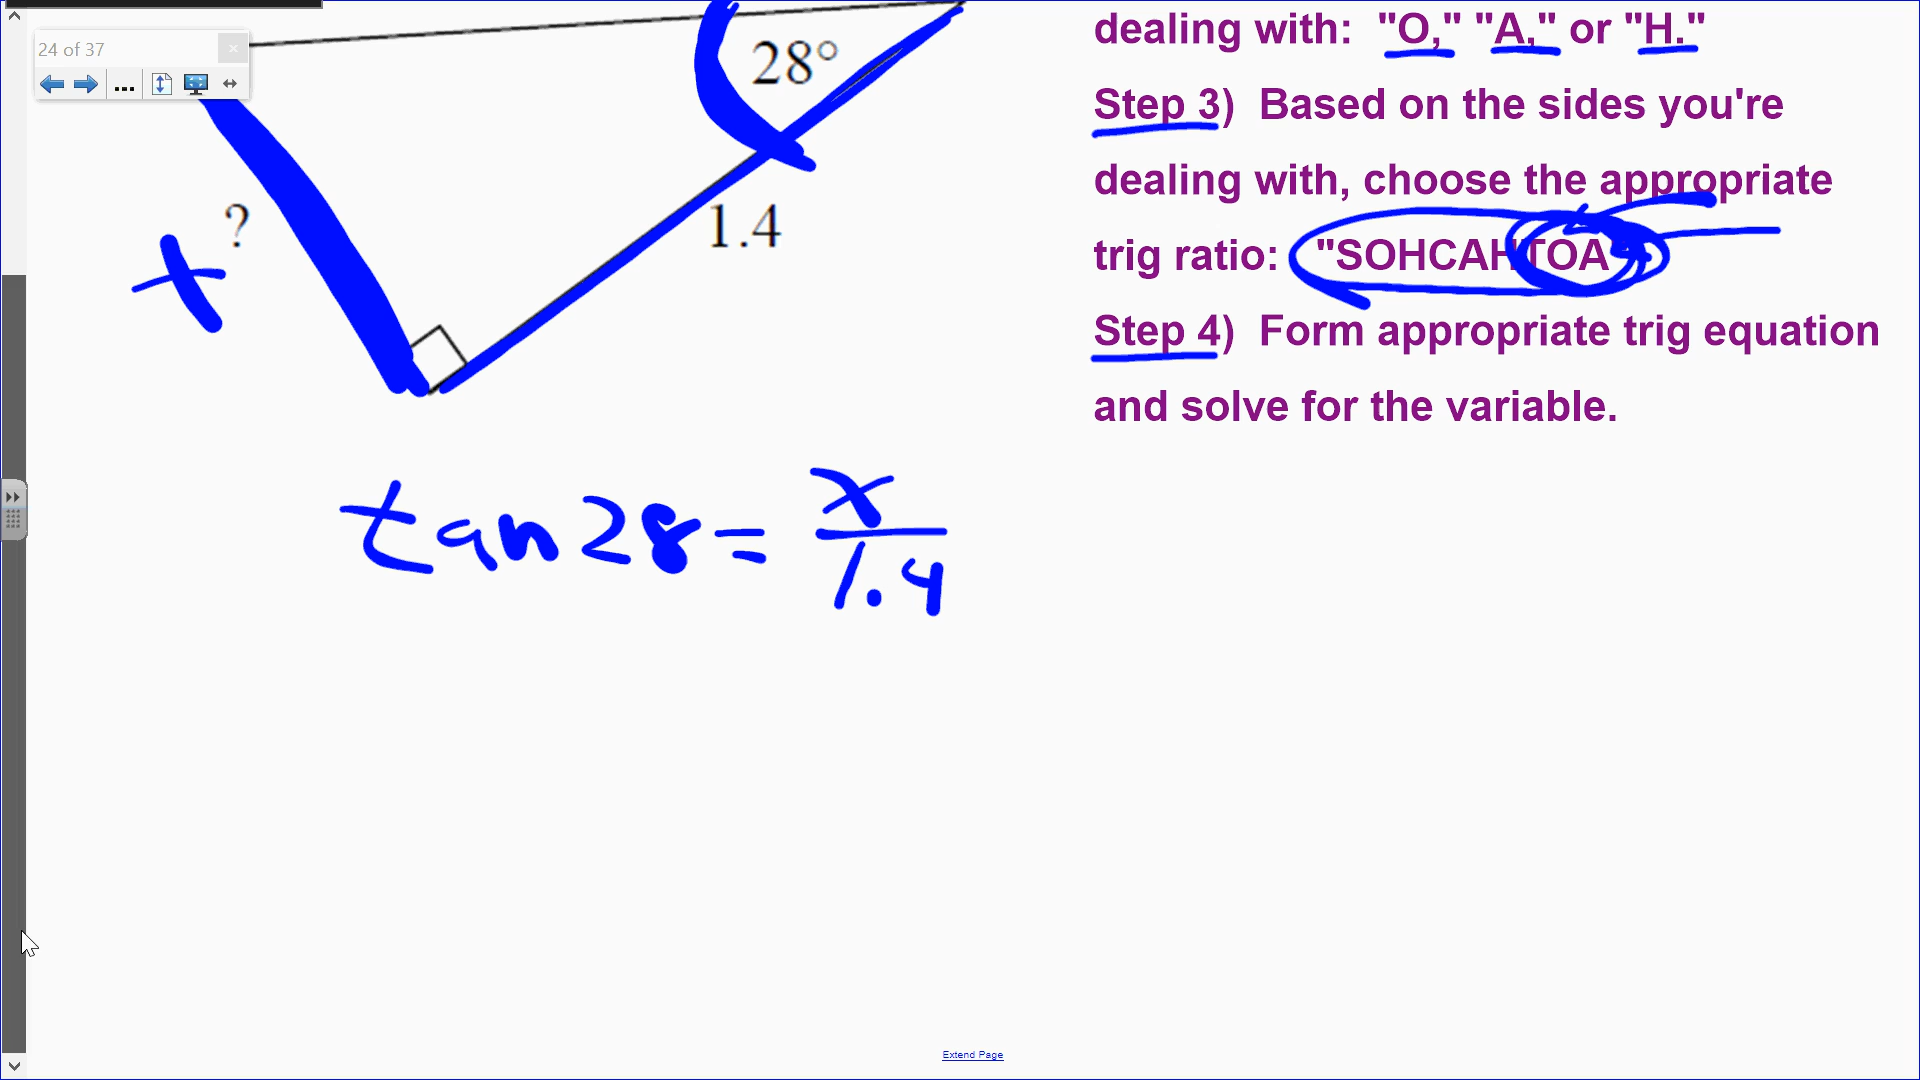 24 of 37
28°
?
x
1.4
dealing with: "O," "A," or "H."
Step 3) Based on the sides you're
dealing with, choose the appropriate
trig ratio: "SOHCAHTOA"
Step 4) Form appropriate trig equation
and solve for the variable.
tan 28 = x
1.4
Extend Page